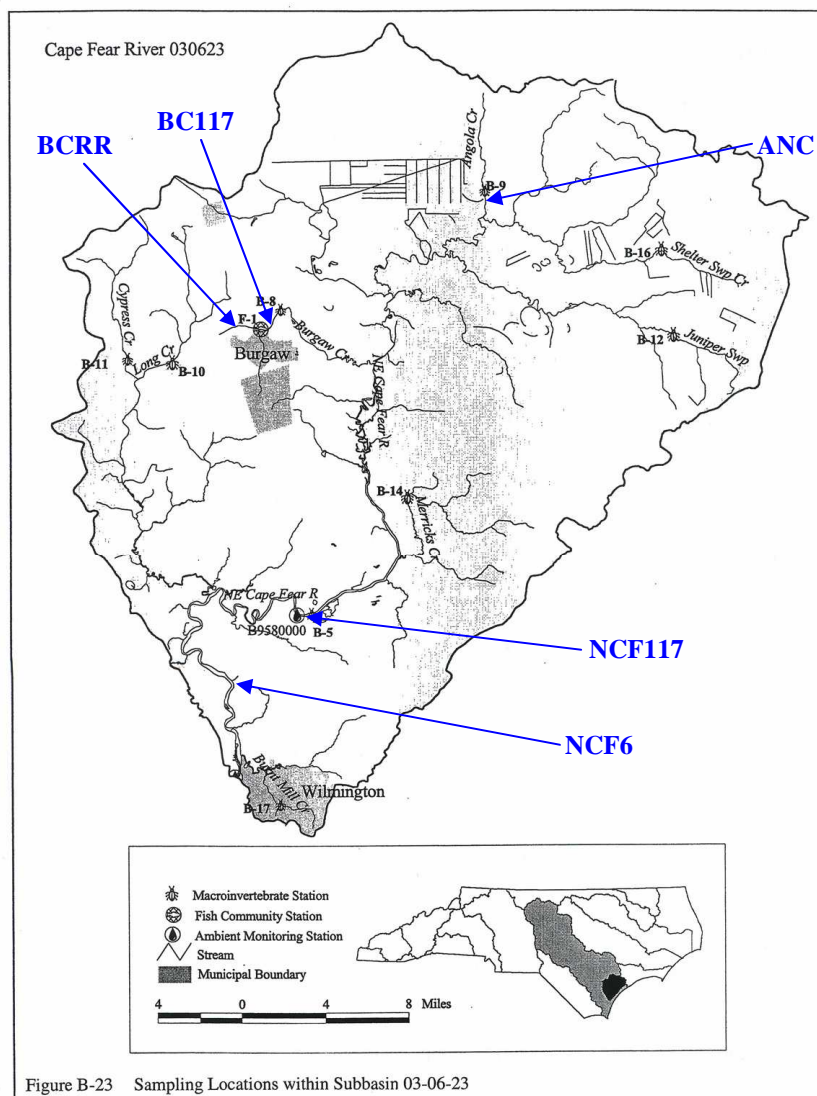 Cape Fear River 030623
BC117
BCRR
ANC
Angola Cr
B-9
B-16
Shelter Swp Cr
Cypress Cr
B-8
F-1
Burgaw Cr
Burgaw
B-11
Long Cr
B-10
NE Cape Fear R
B-12
Juniper Swp
B-14
Merricks Cr
NE Cape Fear R
B9580000
B-5
NCF117
NCF6
Burnt Mill Cr
Wilmington
B-17
Macroinvertebrate Station
Fish Community Station
Ambient Monitoring Station
Stream
Municipal Boundary
4 0 4 8 Miles
Figure B-23 Sampling Locations within Subbasin 03-06-23